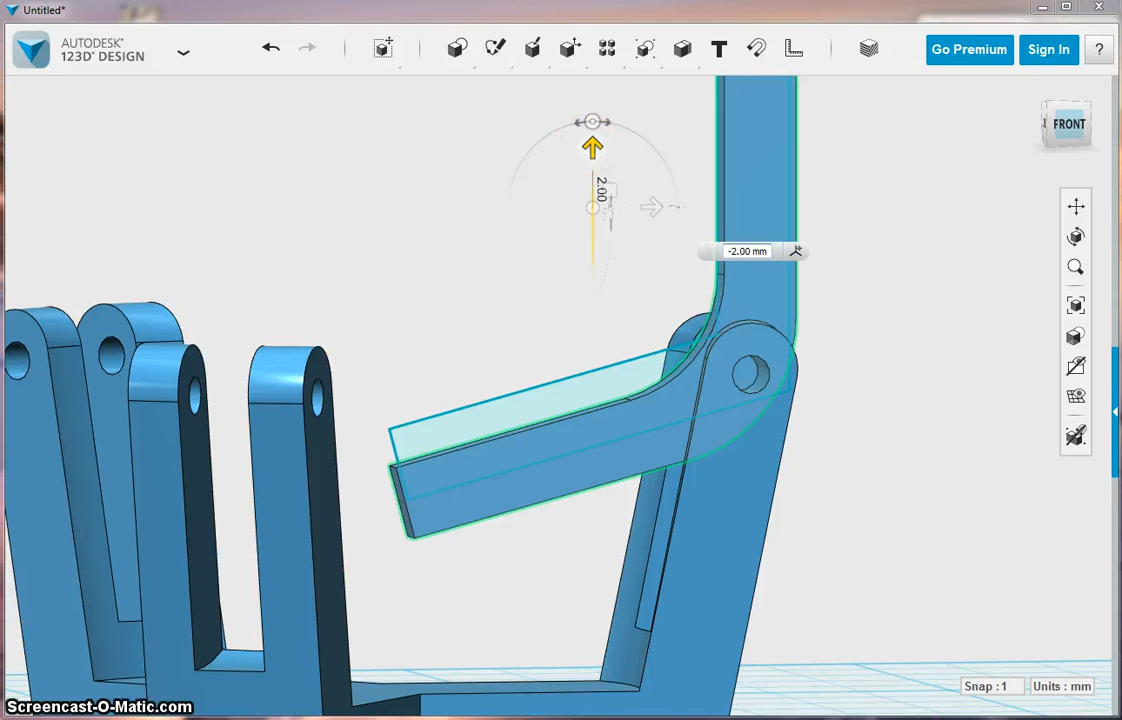 Untitled*
AUTODESK®
123D® DESIGN
T
Go Premium
Sign In
?
FRONT
2.00
-2.00 mm
Snap : 1
Units : mm
Screencast-O-Matic.com